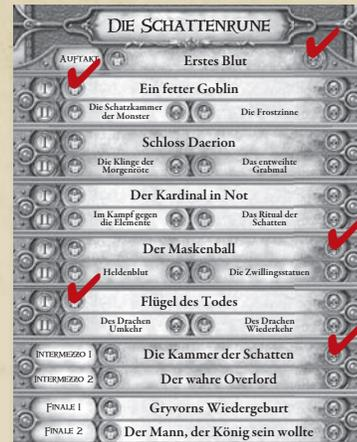 Die Schattenrune
Auftakt Erstes Blut
I Ein fetter Goblin
II Die Schatzkammer der Monster Die Frostzinne
Schloss Daerion
Die Klinge der Morgenröte Das entweihte Grabmal
I Der Kardinal in Not
II Im Kampf gegen die Elemente Das Ritual der Schatten
I Der Maskenball
II Heldenblut Die Zwillingsstatuen
I Flügel des Todes
II Des Drachen Umkehr Des Drachen Wiederkehr
Intermezzo 1 Die Kammer der Schatten
Intermezzo 2 Der wahre Overlord
Finale 1 Gryvorns Wiedergeburt
Finale 2 Der Mann, der König sein wollte